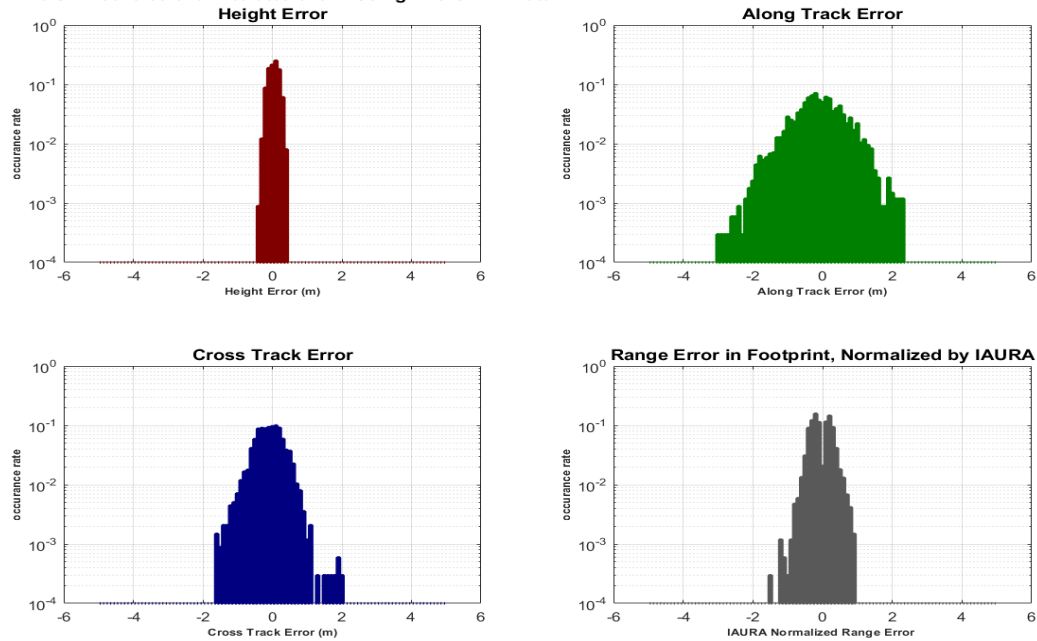 Height Error
10^0
10^-1
10^-2
10^-3
10^-4
occurance rate
-6 -4 -2 0 2 4 6
Height Error (m)
Along Track Error
10^0
10^-1
10^-2
10^-3
10^-4
occurance rate
-6 -4 -2 0 2 4 6
Along Track Error (m)
Cross Track Error
10^0
10^-1
10^-2
10^-3
10^-4
occurance rate
-6 -4 -2 0 2 4 6
Cross Track Error (m)
Range Error in Footprint, Normalized by IAURA
10^0
10^-1
10^-2
10^-3
10^-4
occurance rate
-6 -4 -2 0 2 4 6
IAURA Normalized Range Error